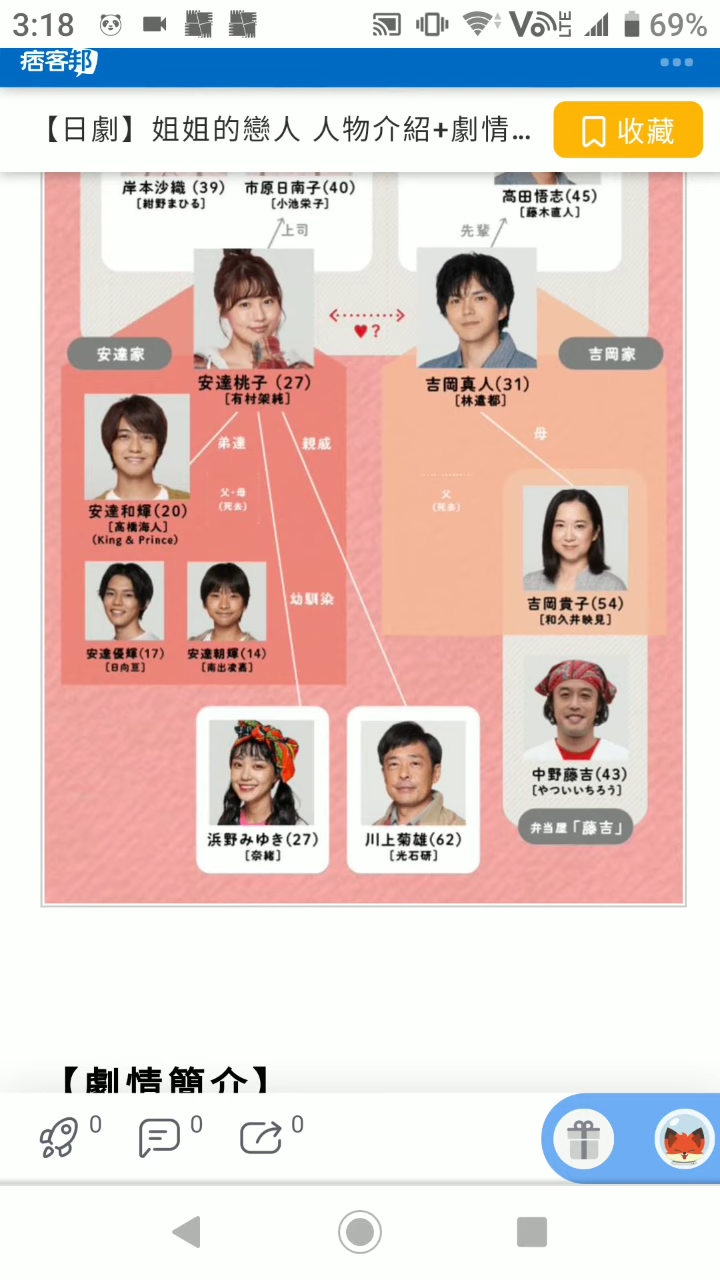 3:18
LTE
69%
痞客邦
【日劇】姐姐的戀人 人物介紹+劇情...
收藏
岸本沙織 (39)
[紺野まひる]
市原日南子(40)
[小池栄子]
高田悟志(45)
[藤木直人]
上司
先輩
♥?
安達家
吉岡家
安達桃子 (27)
[有村架純]
吉岡真人(31)
[林遣都]
弟達
親戚
母
父・母
(死去)
父
(死去)
安達和輝(20)
[髙橋海人]
(King & Prince)
吉岡貴子(54)
[和久井映見]
幼馴染
安達優輝(17)
[日向亘]
安達朝輝(14)
[南出凌嘉]
中野藤吉(43)
[やついいちろう]
弁当屋「藤吉」
浜野みゆき(27)
[奈緒]
川上菊雄(62)
[光石研]
【劇情簡介】
0
0
0